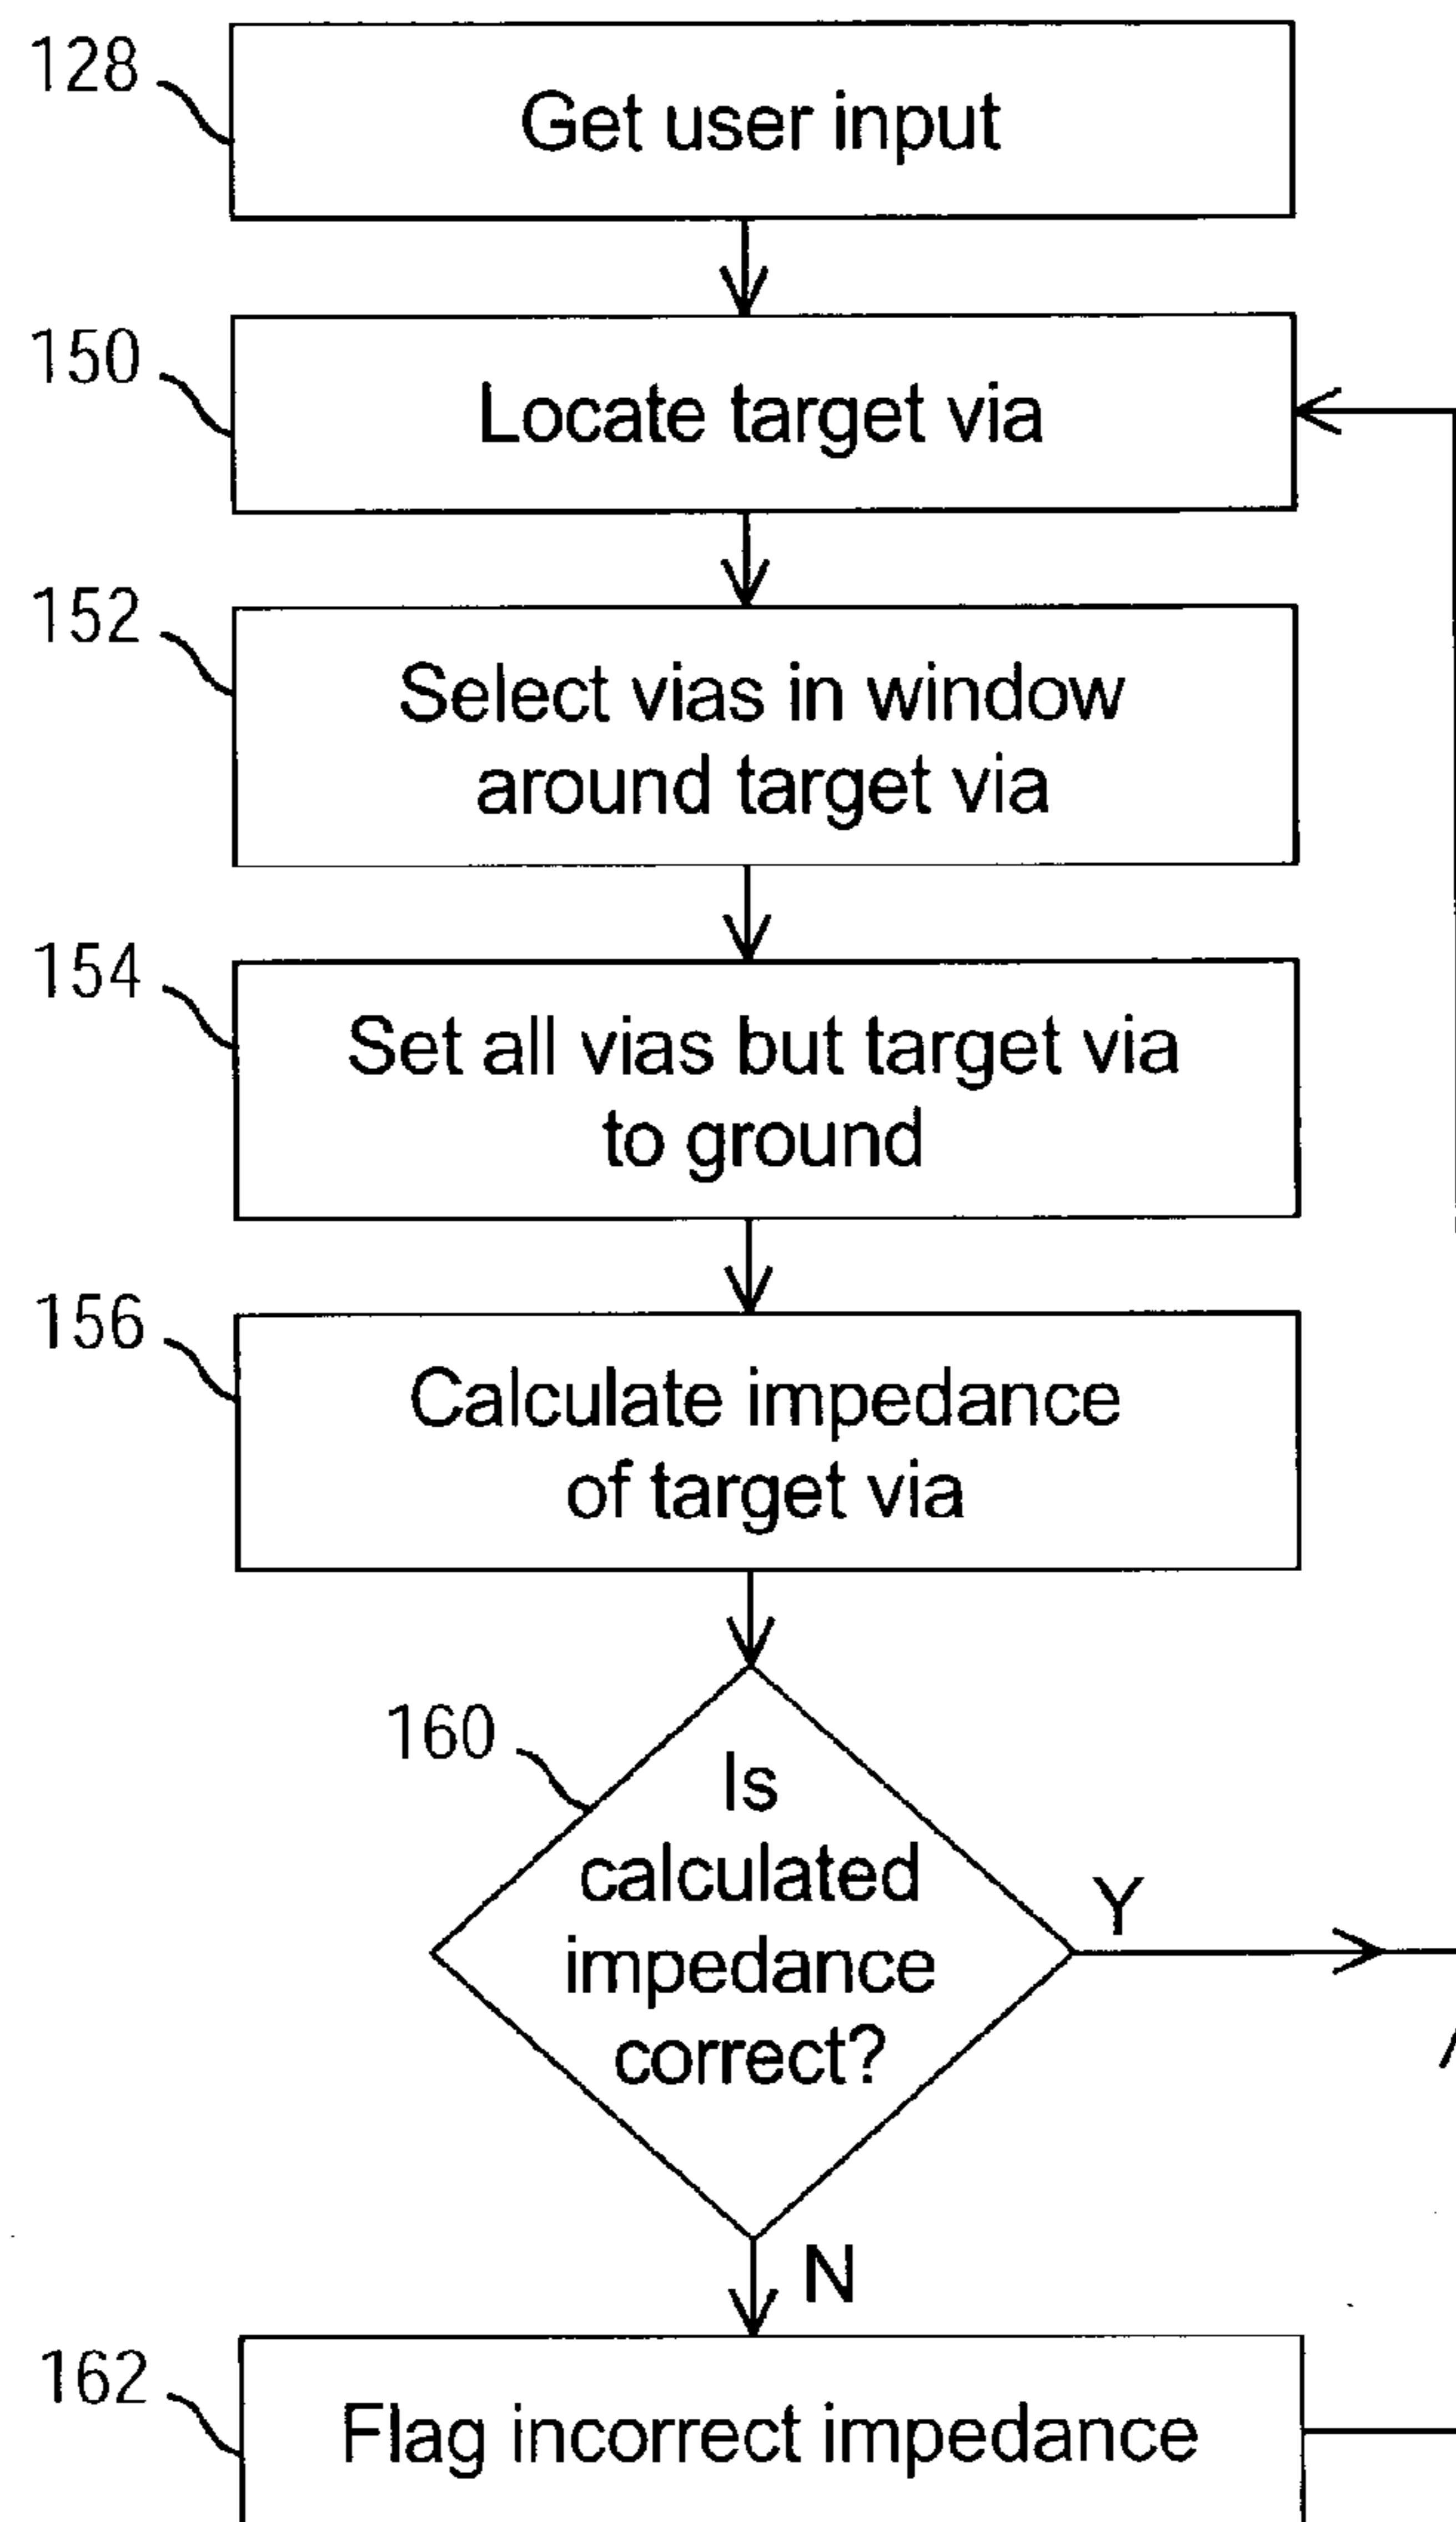 128
Get user input
150
Locate target via
152
Select vias in window
around target via
154
Set all vias but target via
to ground
156
Calculate impedance
of target via
160
Is
calculated
impedance
correct?
Y
N
162
Flag incorrect impedance